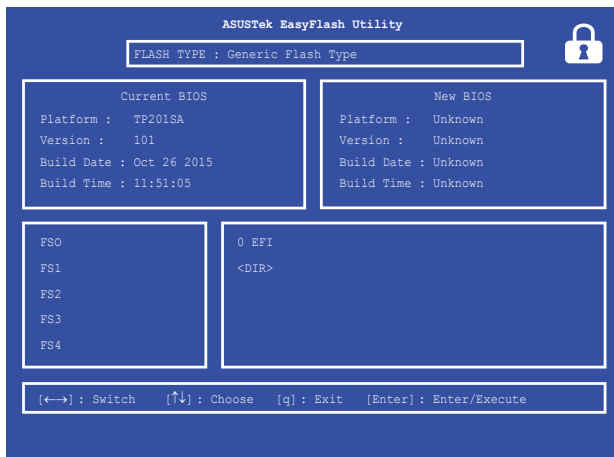 ASUSTek EasyFlash Utility
FLASH TYPE : Generic Flash Type
Current BIOS
Platform : TP201SA
Version : 101
Build Date : Oct 26 2015
Build Time : 11:51:05
New BIOS
Platform : Unknown
Version : Unknown
Build Date : Unknown
Build Time : Unknown
FSO
FS1
FS2
FS3
FS4
0 EFI
<DIR>
[←→]: Switch [↑↓]: Choose [q]: Exit [Enter]: Enter/Execute